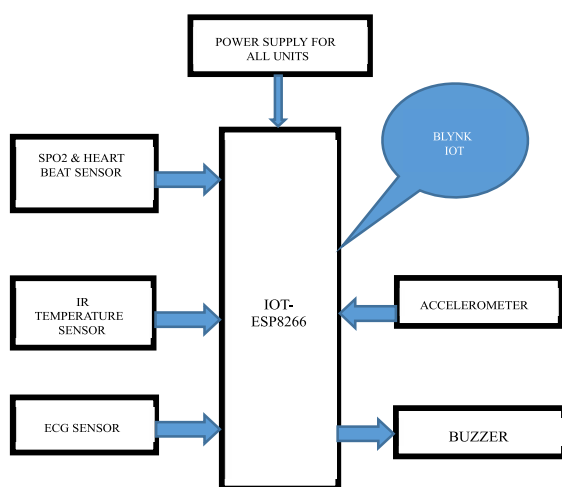 POWER SUPPLY FOR
ALL UNITS
BLYNK
IOT
SPO2 & HEART
BEAT SENSOR
IR
TEMPERATURE
SENSOR
IOT-
ESP8266
ACCELEROMETER
ECG SENSOR
BUZZER